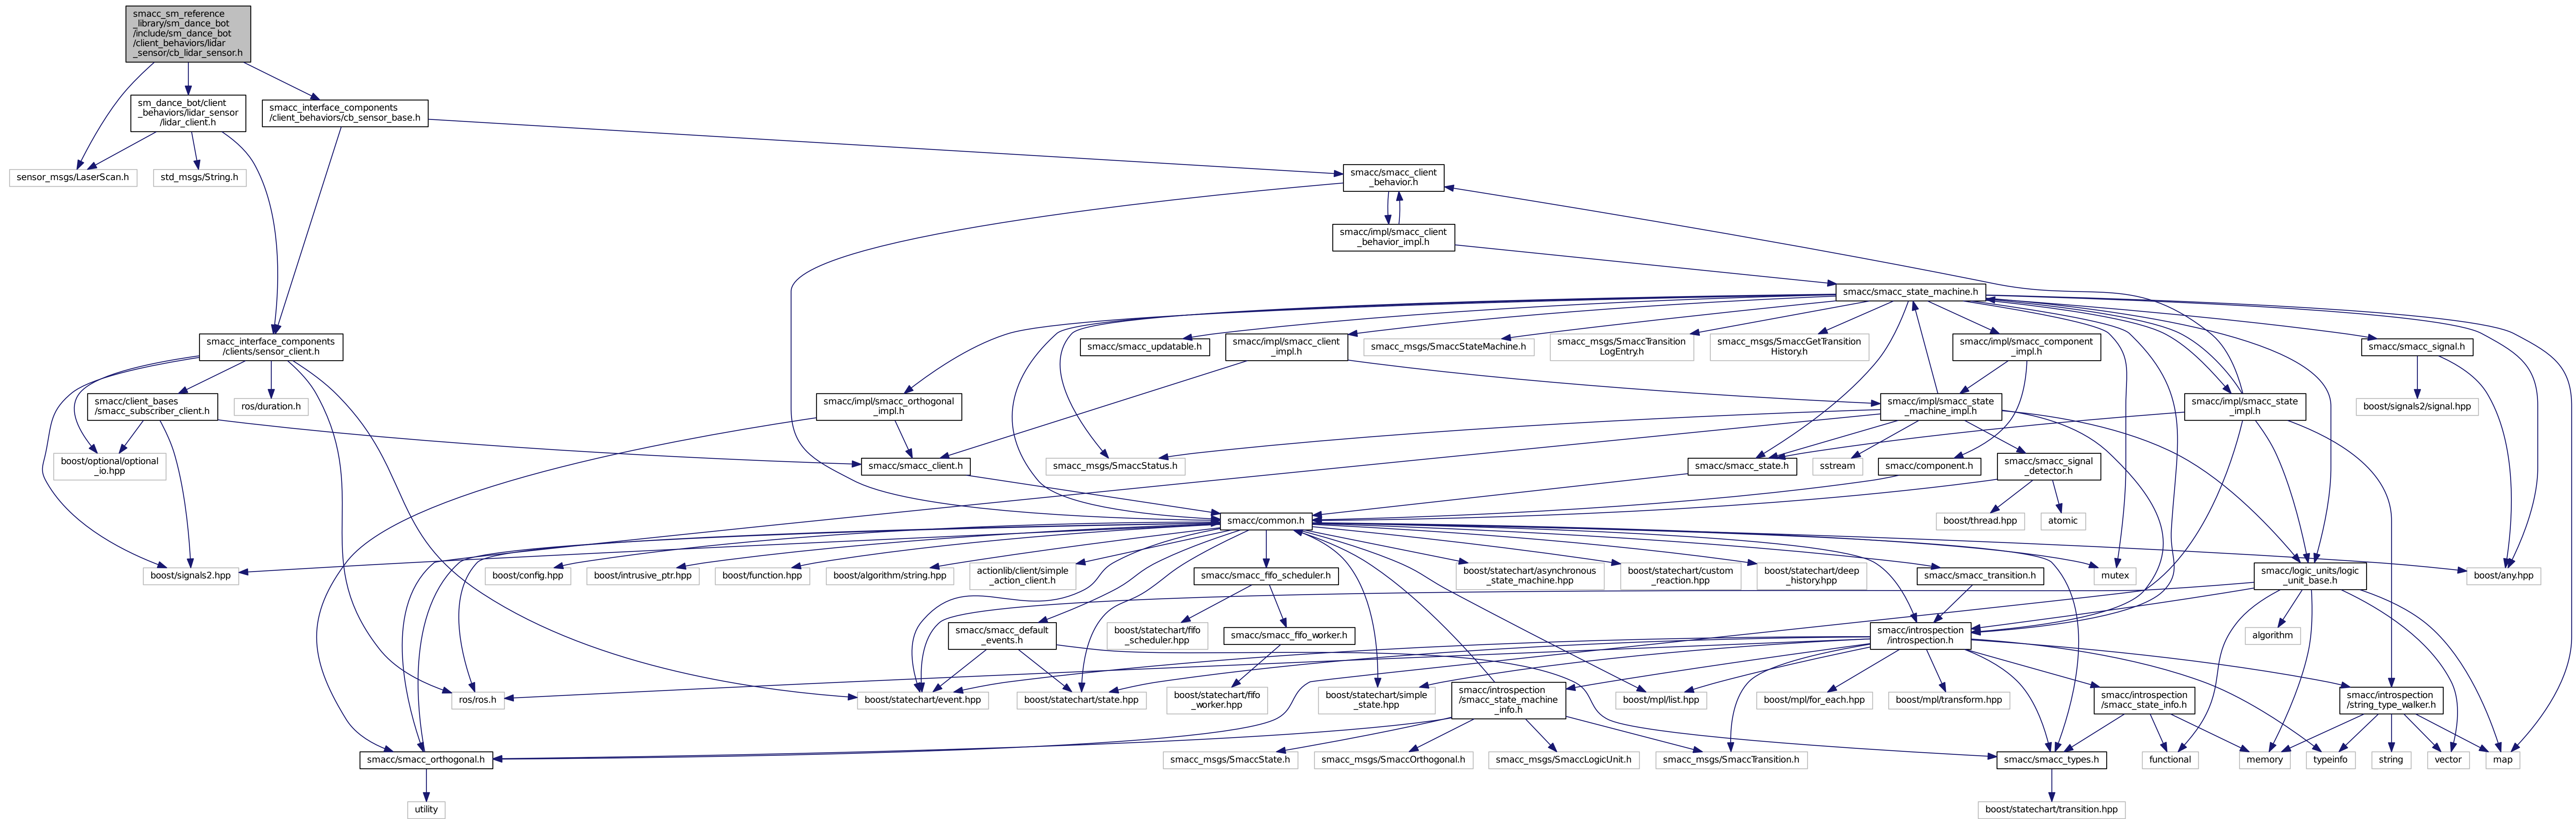 smacc_sm_reference
_library/sm_dance_bot
/include/sm_dance_bot
/client_behaviors/lidar
_sensor/cb_lidar_sensor.h
sm_dance_bot/client
_behaviors/lidar_sensor
/lidar_client.h
smacc_interface_components
/client_behaviors/cb_sensor_base.h
sensor_msgs/LaserScan.h
std_msgs/String.h
smacc/smacc_client
_behavior.h
smacc/impl/smacc_client
_behavior_impl.h
smacc/smacc_state_machine.h
smacc_interface_components
/clients/sensor_client.h
smacc/smacc_updatable.h
smacc/impl/smacc_client
_impl.h
smacc_msgs/SmaccStateMachine.h
smacc_msgs/SmaccTransition
LogEntry.h
smacc_msgs/SmaccGetTransition
History.h
smacc/impl/smacc_component
_impl.h
smacc/smacc_signal.h
smacc/client_bases
/smacc_subscriber_client.h
ros/duration.h
smacc/impl/smacc_orthogonal
_impl.h
smacc/impl/smacc_state
_machine_impl.h
smacc/impl/smacc_state
_impl.h
boost/signals2/signal.hpp
boost/optional/optional
_io.hpp
smacc/smacc_client.h
smacc_msgs/SmaccStatus.h
smacc/smacc_state.h
sstream
smacc/component.h
smacc/smacc_signal
_detector.h
smacc/common.h
boost/thread.hpp
atomic
boost/signals2.hpp
boost/config.hpp
boost/intrusive_ptr.hpp
boost/function.hpp
boost/algorithm/string.hpp
actionlib/client/simple
_action_client.h
smacc/smacc_fifo_scheduler.h
boost/statechart/asynchronous
_state_machine.hpp
boost/statechart/custom
_reaction.hpp
boost/statechart/deep
_history.hpp
smacc/smacc_transition.h
mutex
smacc/logic_units/logic
_unit_base.h
boost/any.hpp
smacc/smacc_default
_events.h
boost/statechart/fifo
_scheduler.hpp
smacc/smacc_fifo_worker.h
smacc/introspection
/introspection.h
algorithm
ros/ros.h
boost/statechart/event.hpp
boost/statechart/state.hpp
boost/statechart/fifo
_worker.hpp
boost/statechart/simple
_state.hpp
smacc/introspection
/smacc_state_machine
_info.h
boost/mpl/list.hpp
boost/mpl/for_each.hpp
boost/mpl/transform.hpp
smacc/introspection
/smacc_state_info.h
smacc/introspection
/string_type_walker.h
smacc/smacc_orthogonal.h
smacc_msgs/SmaccState.h
smacc_msgs/SmaccOrthogonal.h
smacc_msgs/SmaccLogicUnit.h
smacc_msgs/SmaccTransition.h
smacc/smacc_types.h
functional
memory
typeinfo
string
vector
map
utility
boost/statechart/transition.hpp